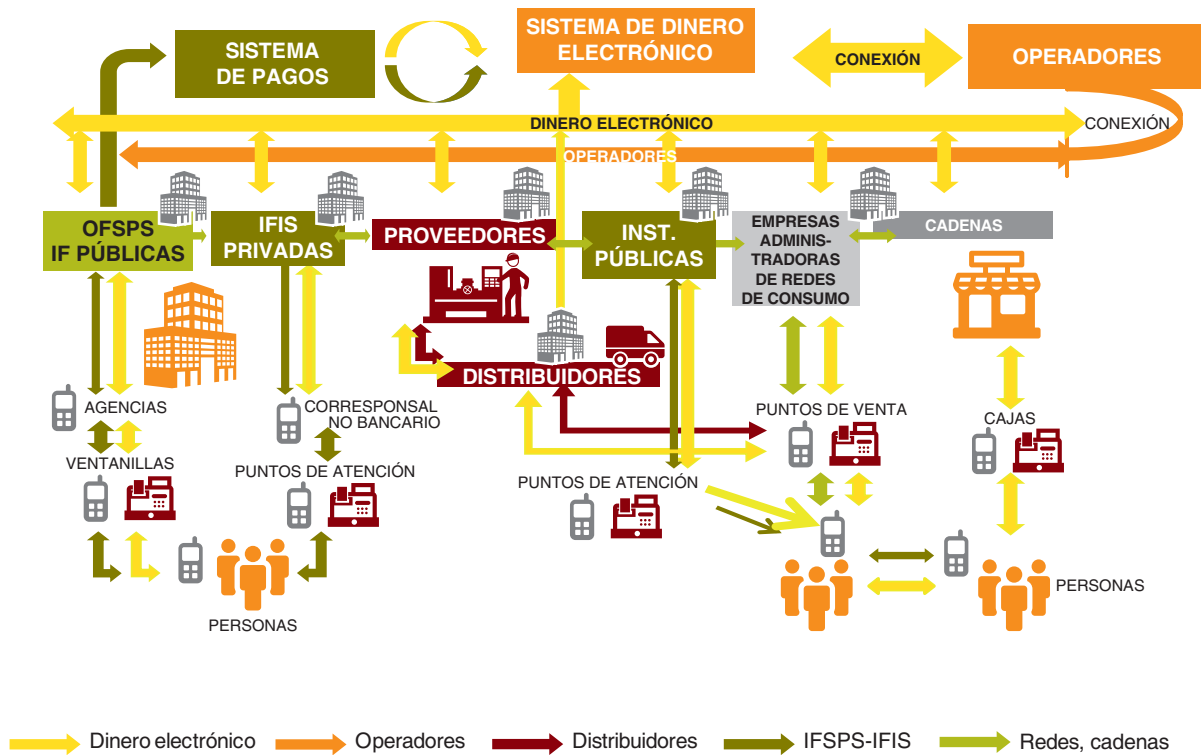 SISTEMA
DE PAGOS
SISTEMA DE DINERO
ELECTRÓNICO
CONEXIÓN
OPERADORES
DINERO ELECTRÓNICO
CONEXIÓN
OPERADORES
OFSPS
IF PÚBLICAS
IFIS
PRIVADAS
PROVEEDORES
INST.
PÚBLICAS
EMPRESAS
ADMINIS-
TRADORAS
DE REDES
DE CONSUMO
CADENAS
DISTRIBUIDORES
AGENCIAS
CORRESPONSAL
NO BANCARIO
PUNTOS DE VENTA
CAJAS
VENTANILLAS
PUNTOS DE ATENCIÓN
PUNTOS DE ATENCIÓN
PERSONAS
PERSONAS
Dinero electrónico
Operadores
Distribuidores
IFSPS-IFIS
Redes, cadenas